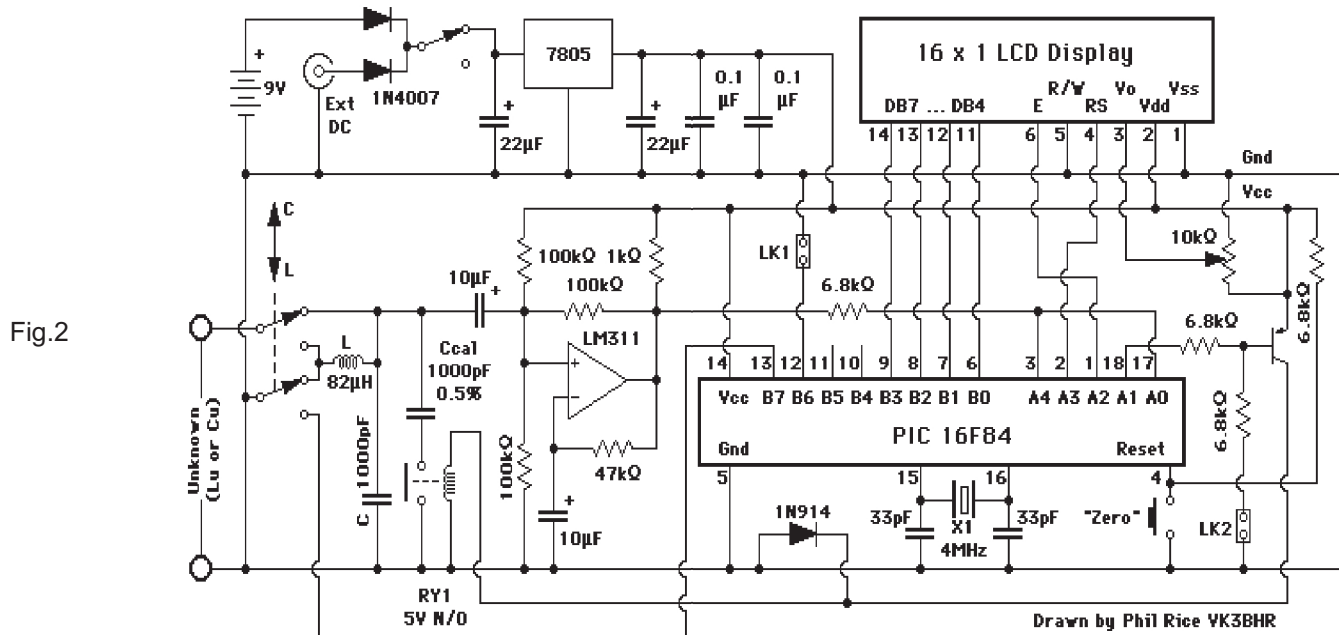 Fig.2
9V
+
Ext
DC
1N4007
7805
+
22µF
+
22µF
0.1
µF
0.1
µF
16 x 1 LCD Display
R/W Vo Vss
DB7 ... DB4 E RS Vdd
14 13 12 11 6 5 4 3 2 1
Gnd
Vcc
C
L
Unknown
(Lu or Cu)
L
82µH
C 1000pF
Ccal
1000pF
0.5%
RY1
5V N/O
10µF
+
100kΩ
1kΩ
100kΩ
LM311
+
−
100kΩ
47kΩ
+
10µF
LK1
6.8kΩ
10kΩ
6.8kΩ
6.8kΩ
6.8kΩ
LK2
14 13 12 11 10 9 8 7 6 3 2 1 18 17
Vcc B7 B6 B5 B4 B3 B2 B1 B0 A4 A3 A2 A1 A0
PIC 16F84
Gnd
Reset
5 15 16 4
33pF
X1
4MHz
33pF
"Zero"
1N914
Drawn by Phil Rice VK3BHR